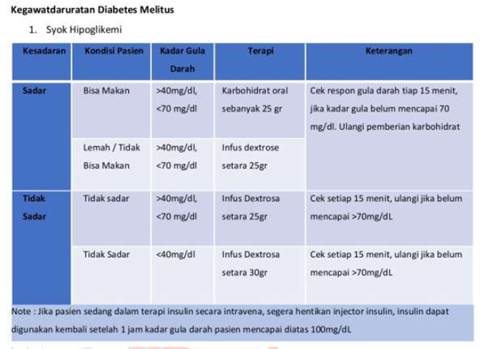 Kegawatdaruratan Diabetes Melitus
1. Syok Hipoglikemi
Kesadaran Kondisi Pasien Kadar Gula Darah Terapi Keterangan
Sadar Bisa Makan >40mg/dl, Karbohidrat oral Cek respon gula darah tiap 15 menit,
<70 mg/dl sebanyak 25 gr jika kadar gula belum mencapai 70
mg/dl. Ulangi pemberian karbohidrat
Lemah / Tidak >40mg/dl, Infus dextrose
Bisa Makan <70 mg/dl setara 25gr
Tidak Tidak sadar >40mg/dl, Infus Dextrosa Cek setiap 15 menit, ulangi jika belum
Sadar <70 mg/dl setara 25gr mencapai >70mg/dL
Tidak Sadar <40mg/dl Infus Dextrosa Cek setiap 15 menit, ulangi jika belum
setara 30gr mencapai >70mg/dL
Note : Jika pasien sedang dalam terapi insulin secara intravena, segera hentikan injector insulin, insulin dapat
digunakan kembali setelah 1 jam kadar gula darah pasien mencapai diatas 100mg/dL